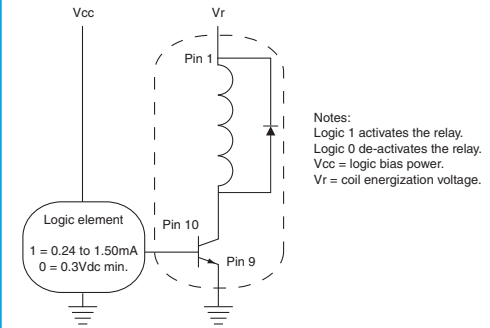 Vcc
Vr
Pin 1
Notes:
Logic 1 activates the relay.
Logic 0 de-activates the relay.
Vcc = logic bias power.
Vr = coil energization voltage.
Logic element
1 = 0.24 to 1.50mA
0 = 0.3Vdc min.
Pin 10
Pin 9